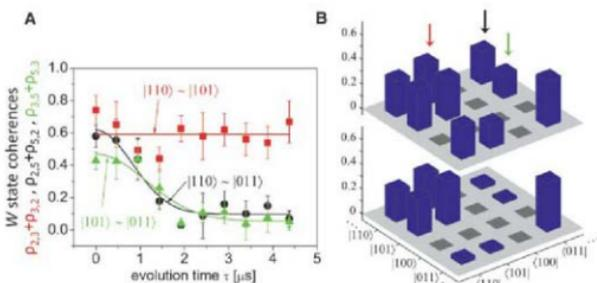 A
B
W state coherences
ρ2,3+ρ3,2 , ρ2,5+ρ5,2 , ρ3,5+ρ5,3
1.0
0.8
0.6
0.4
0.2
0.0
|110⟩ ~ |101⟩
|110⟩ ~ |011⟩
|101⟩ ~ |011⟩
0 1 2 3 4 5
evolution time τ [μs]
0.6
0.4
0.2
0
0.6
0.4
0.2
0
|110⟩
|101⟩
|100⟩
|011⟩
⟨110|
⟨101|
⟨100|
⟨011|